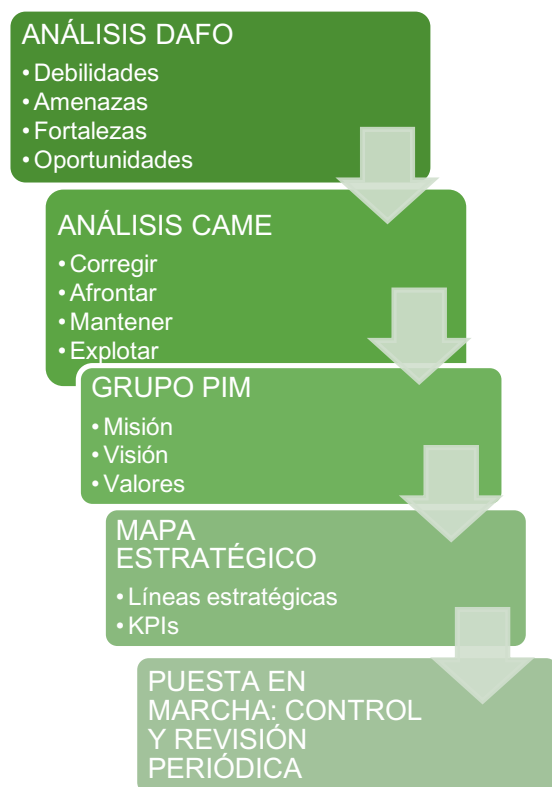 ANÁLISIS DAFO
• Debilidades
• Amenazas
• Fortalezas
• Oportunidades
ANÁLISIS CAME
• Corregir
• Afrontar
• Mantener
• Explotar
GRUPO PIM
• Misión
• Visión
• Valores
MAPA
ESTRATÉGICO
• Líneas estratégicas
• KPIs
PUESTA EN
MARCHA: CONTROL
Y REVISIÓN
PERIÓDICA